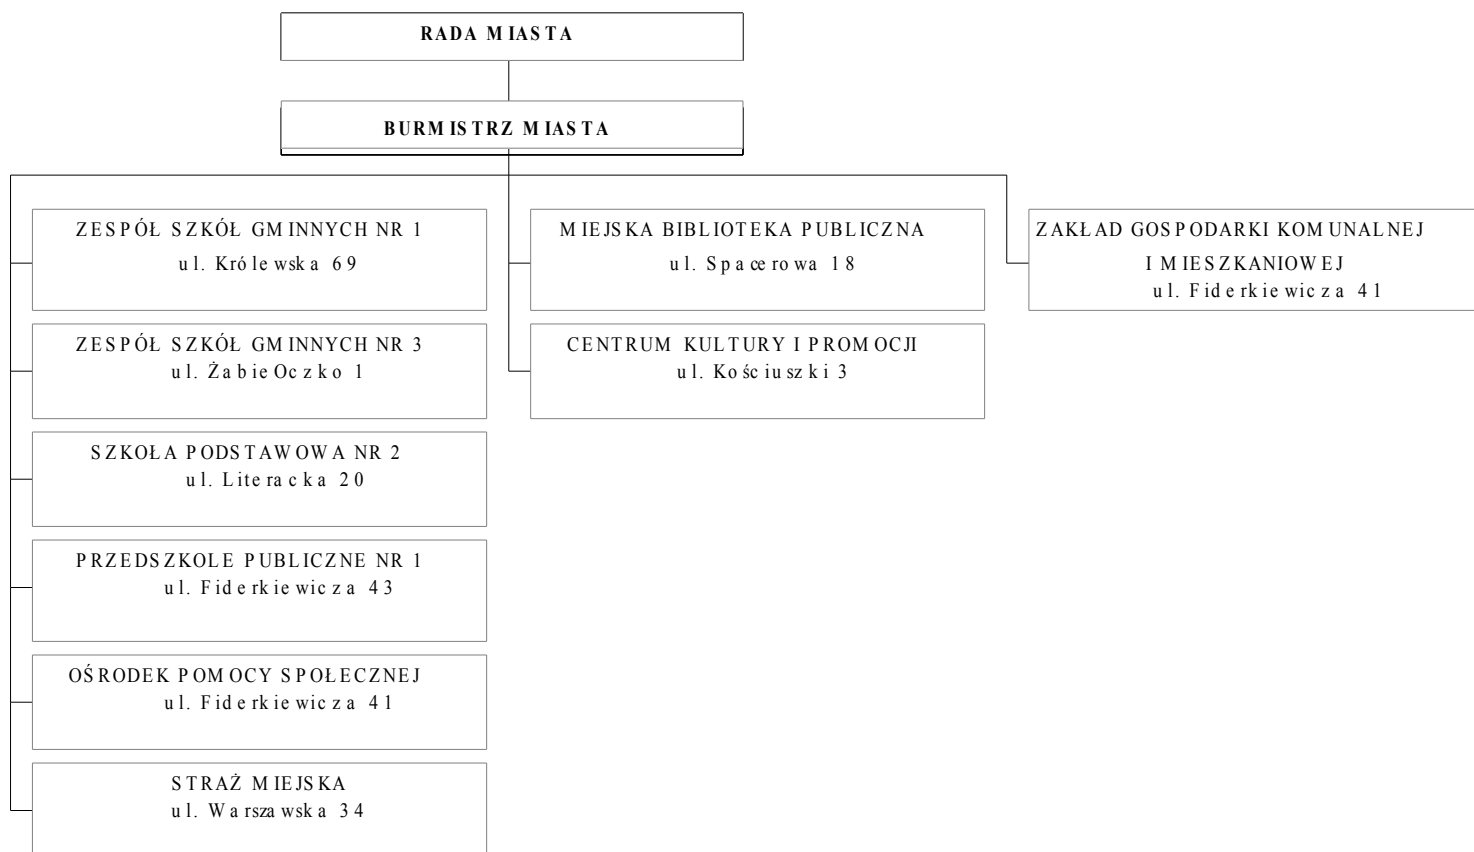 RADA MIASTA
BURMISTRZ MIASTA
ZESPÓŁ SZKÓŁ GMINNYCH NR 1
ul. Królewska 69
ZESPÓŁ SZKÓŁ GMINNYCH NR 3
ul. Żabie Oczko 1
SZKOŁA PODSTAWOWA NR 2
ul. Literacka 20
PRZEDSZKOLE PUBLICZNE NR 1
ul. Fiderkiewicza 43
OŚRODEK POMOCY SPOŁECZNEJ
ul. Fiderkiewicza 41
STRAŻ MIEJSKA
ul. Warszawska 34
MIEJSKA BIBLIOTEKA PUBLICZNA
ul. Spacerowa 18
CENTRUM KULTURY I PROMOCJI
ul. Kościuszki 3
ZAKŁAD GOSPODARKI KOMUNALNEJ
I MIESZKANIOWEJ
ul. Fiderkiewicza 41